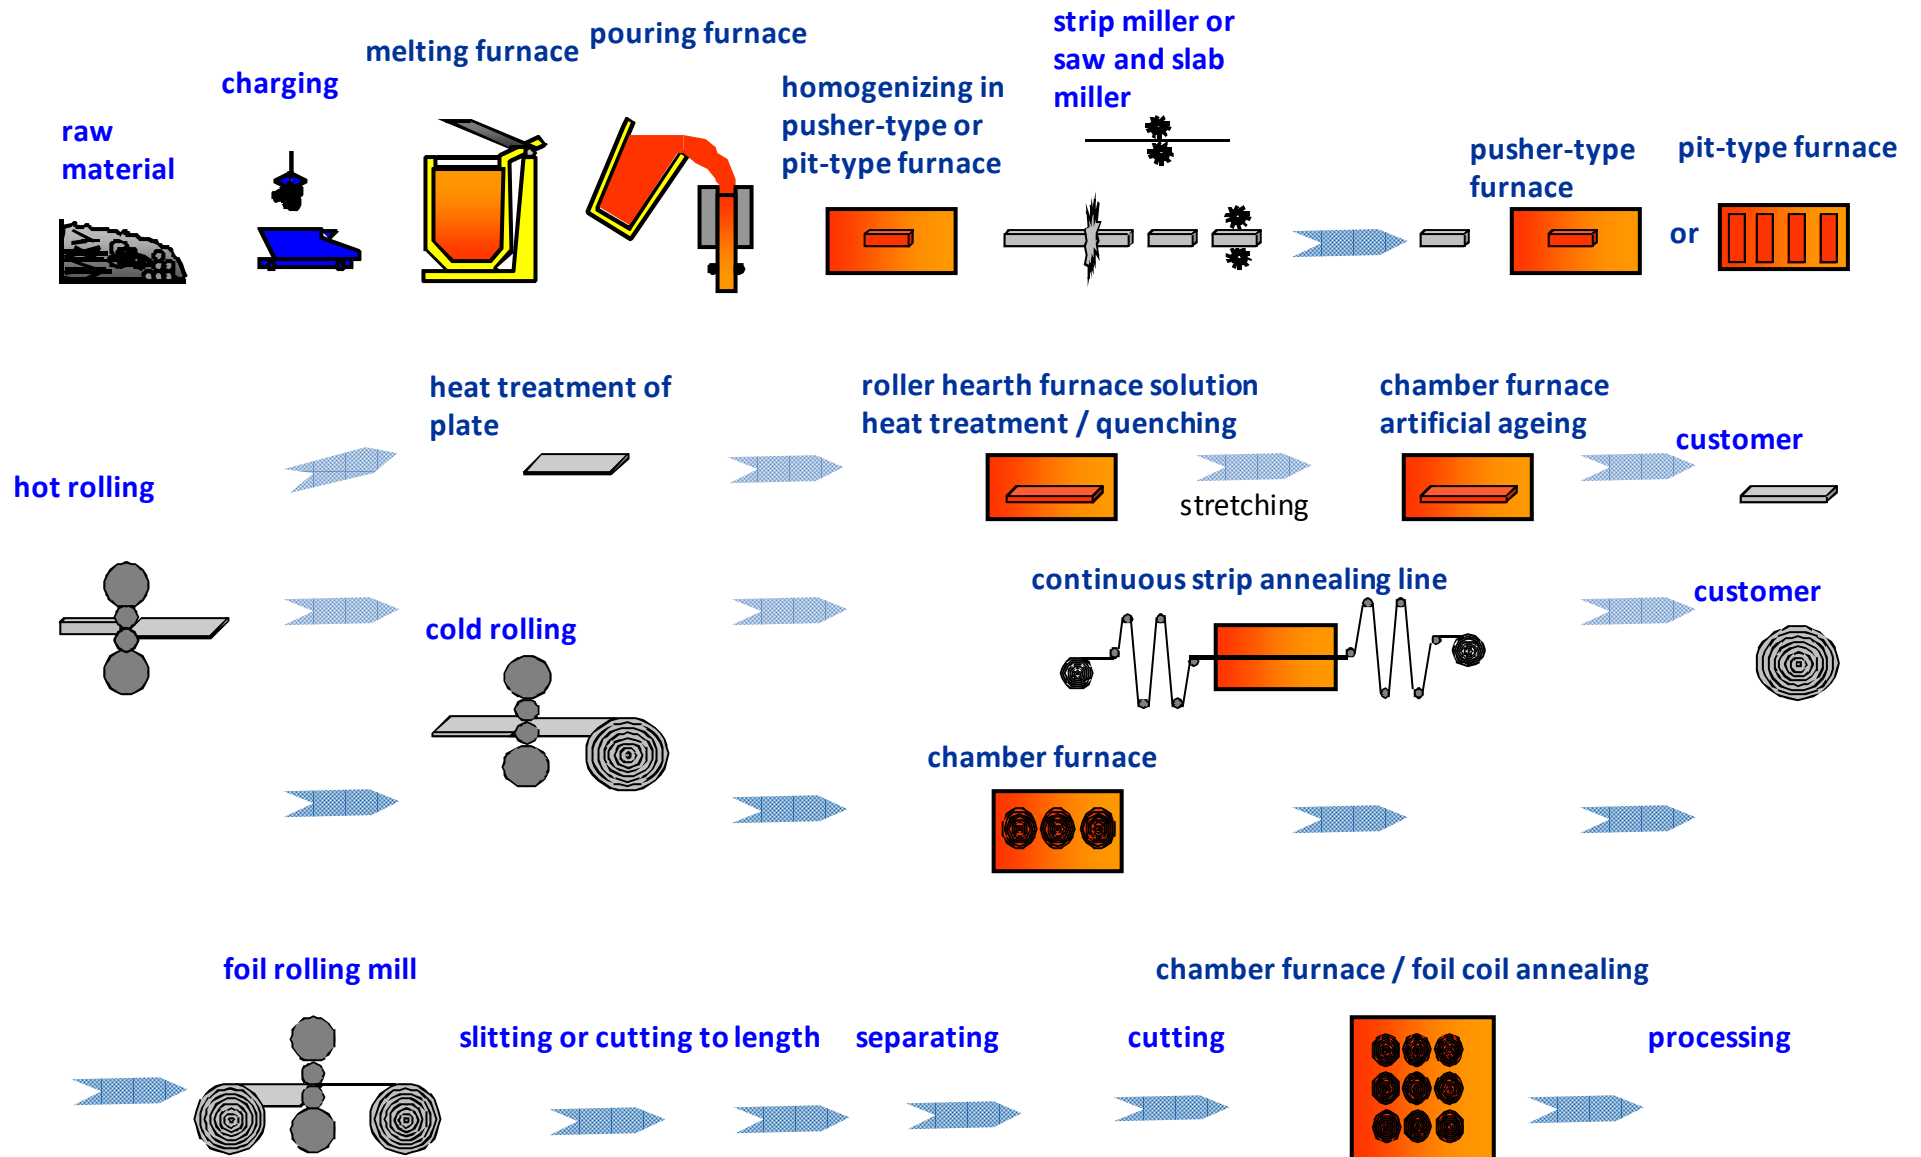 raw
material
charging
melting furnace
pouring furnace
homogenizing in
pusher-type or
pit-type furnace
strip miller or
saw and slab
miller
pusher-type
furnace
or
pit-type furnace
hot rolling
heat treatment of
plate
roller hearth furnace solution
heat treatment / quenching
stretching
chamber furnace
artificial ageing
customer
cold rolling
continuous strip annealing line
customer
chamber furnace
foil rolling mill
slitting or cutting to length
separating
cutting
chamber furnace / foil coil annealing
processing